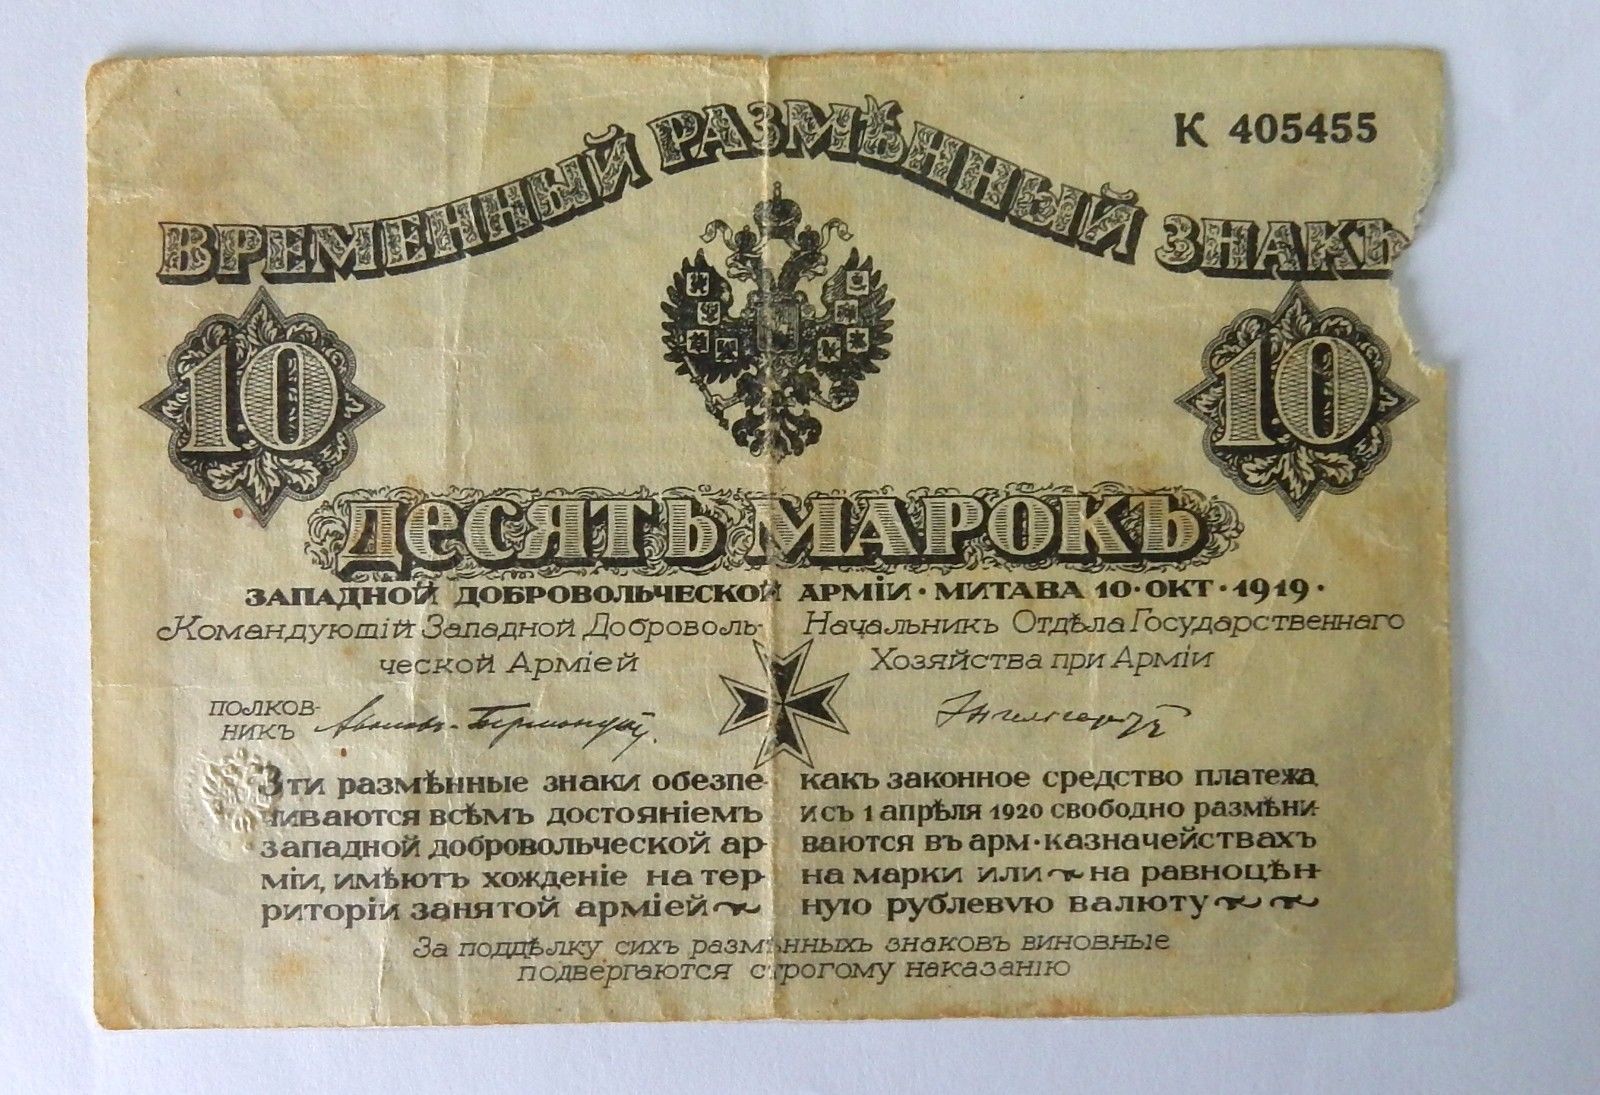 К 405455
ВРЕМЕННЫЙ РАЗМѢННЫЙ ЗНАКЪ
10 10
ДЕСЯТЬ МАРОКЪ
ЗАПАДНОЙ ДОБРОВОЛЬЧЕСКОЙ АРМІИ · МИТАВА 10 · ОКТ · 1919 ·
Командующій Западной Доброволь-
ческой Арміей
Начальникъ Отдѣла Государственнаго
Хозяйства при Арміи
ПОЛКОВ-
НИКЪ Аваловъ-Бермондтъ
Энгельгардтъ
Эти размѣнные знаки обезпе-
чиваются всѣмъ достояніемъ
западной добровольческой ар-
міи, имѣютъ хожденіе на тер-
риторіи занятой арміей
какъ законное средство платежа
и съ 1 апрѣля 1920 свободно размѣни-
ваются въ арм · казначействахъ
на марки или на равноцѣн-
ную рублевую валюту
За поддѣлку сихъ размѣнныхъ знаковъ виновные
подвергаются строгому наказанію